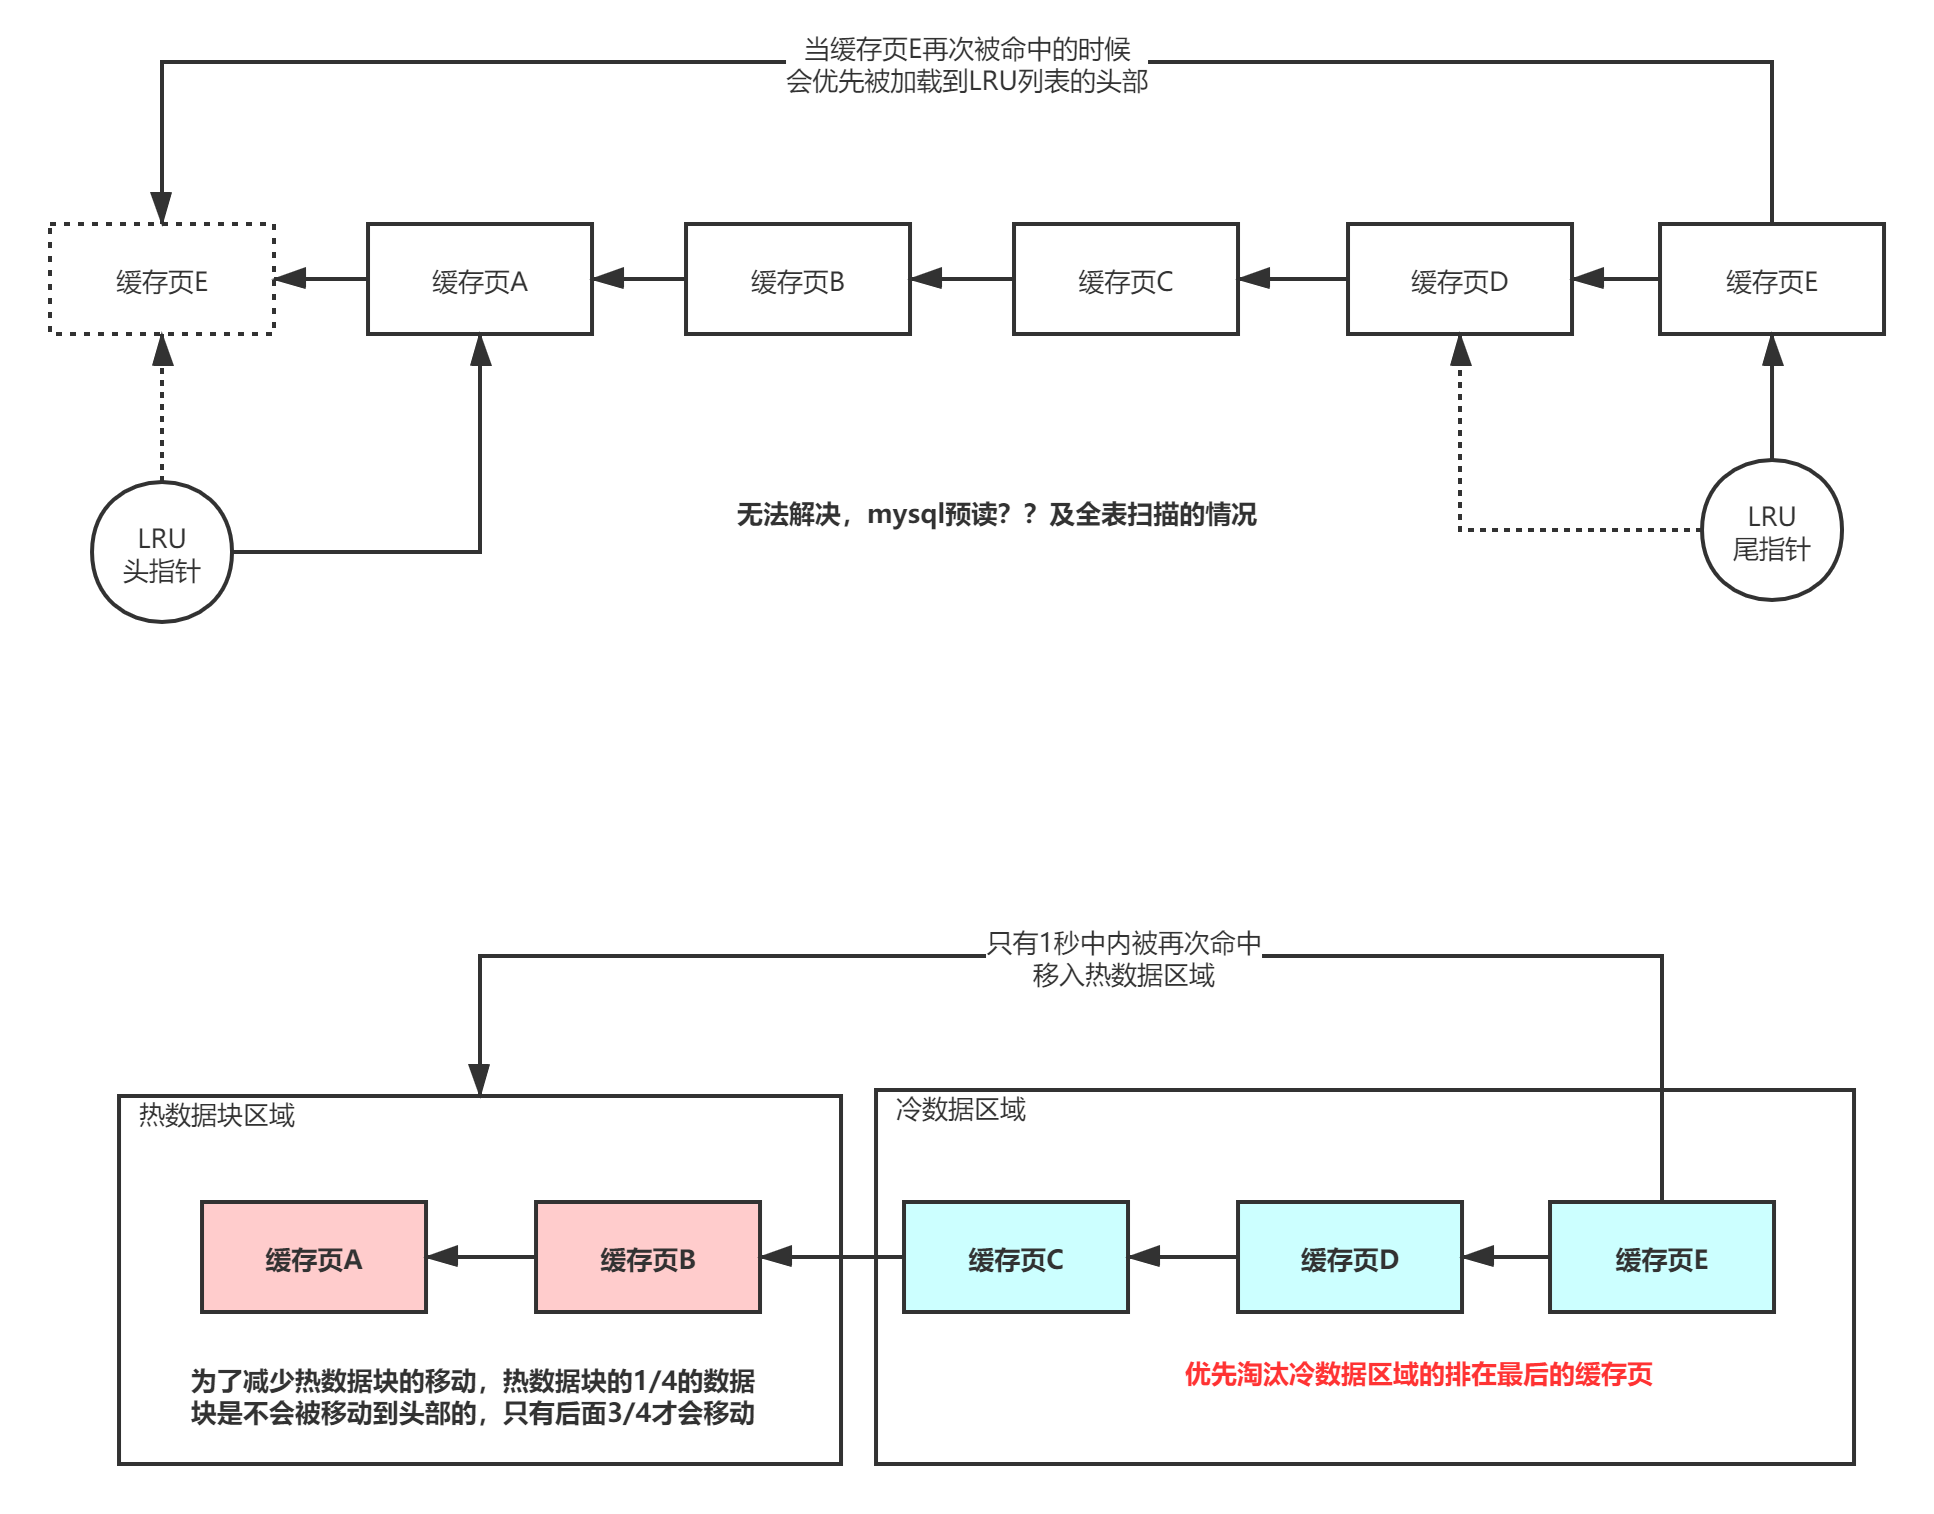 当缓存页E再次被命中的时候
会优先被加载到LRU列表的头部
缓存页E
缓存页A
缓存页B
缓存页C
缓存页D
缓存页E
LRU
头指针
无法解决，mysql预读？？及全表扫描的情况
LRU
尾指针
只有1秒中内被再次命中
移入热数据区域
热数据块区域
冷数据区域
缓存页A
缓存页B
缓存页C
缓存页D
缓存页E
为了减少热数据块的移动，热数据块的1/4的数据
块是不会被移动到头部的，只有后面3/4才会移动
优先淘汰冷数据区域的排在最后的缓存页